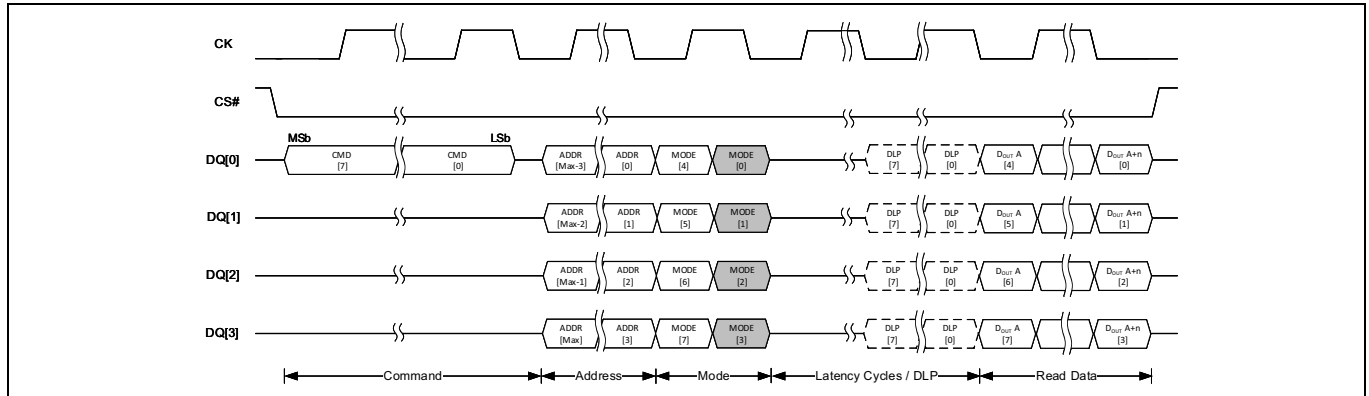 CK
CS#
MSb LSb
DQ[0] CMD [7] CMD [0] ADDR [Max-3] ADDR [0] MODE [4] MODE [0] DLP [7] DLP [0] DOUT A [4] DOUT A+n [0]
DQ[1] ADDR [Max-2] ADDR [1] MODE [5] MODE [1] DLP [7] DLP [0] DOUT A [5] DOUT A+n [1]
DQ[2] ADDR [Max-1] ADDR [2] MODE [6] MODE [2] DLP [7] DLP [0] DOUT A [6] DOUT A+n [2]
DQ[3] ADDR [Max] ADDR [3] MODE [7] MODE [3] DLP [7] DLP [0] DOUT A [7] DOUT A+n [3]
Command Address Mode Latency Cycles / DLP Read Data